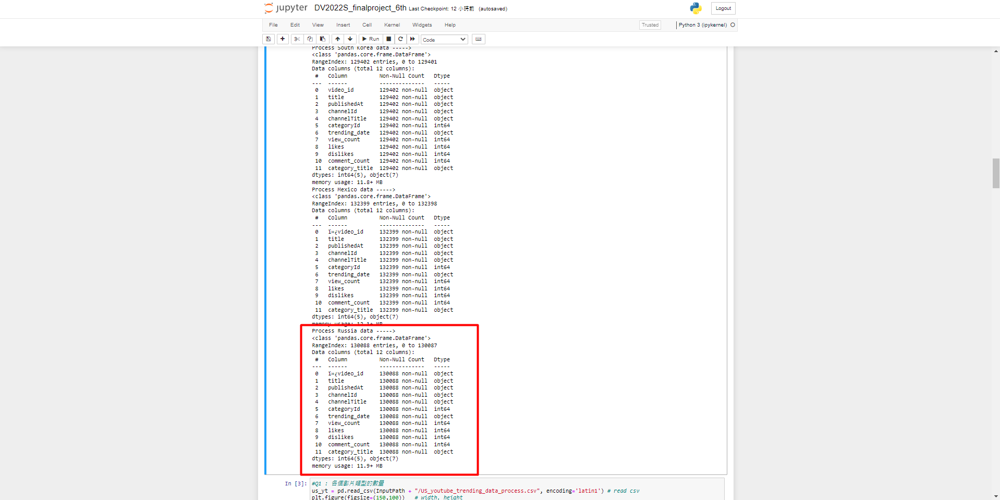 jupyter DV2022S_finalproject_6th Last Checkpoint: 12 小時前 (autosaved)
Logout
File Edit View Insert Cell Kernel Widgets Help
Trusted
Python 3 (ipykernel)
Run
Code
Process South Korea data ----->
<class 'pandas.core.frame.DataFrame'>
RangeIndex: 129402 entries, 0 to 129401
Data columns (total 12 columns):
# Column Non-Null Count Dtype
--- ------ -------------- -----
0 video_id 129402 non-null object
1 title 129402 non-null object
2 publishedAt 129402 non-null object
3 channelId 129402 non-null object
4 channelTitle 129402 non-null object
5 categoryId 129402 non-null int64
6 trending_date 129402 non-null object
7 view_count 129402 non-null int64
8 likes 129402 non-null int64
9 dislikes 129402 non-null int64
10 comment_count 129402 non-null int64
11 category_title 129402 non-null object
dtypes: int64(5), object(7)
memory usage: 11.8+ MB
Process Mexico data ----->
<class 'pandas.core.frame.DataFrame'>
RangeIndex: 132399 entries, 0 to 132398
Data columns (total 12 columns):
# Column Non-Null Count Dtype
--- ------ -------------- -----
0 ï»¿video_id 132399 non-null object
1 title 132399 non-null object
2 publishedAt 132399 non-null object
3 channelId 132399 non-null object
4 channelTitle 132399 non-null object
5 categoryId 132399 non-null int64
6 trending_date 132399 non-null object
7 view_count 132399 non-null int64
8 likes 132399 non-null int64
9 dislikes 132399 non-null int64
10 comment_count 132399 non-null int64
11 category_title 132399 non-null object
dtypes: int64(5), object(7)
memory usage: 12.1+ MB
Process Russia data ----->
<class 'pandas.core.frame.DataFrame'>
RangeIndex: 130088 entries, 0 to 130087
Data columns (total 12 columns):
# Column Non-Null Count Dtype
--- ------ -------------- -----
0 ï»¿video_id 130088 non-null object
1 title 130088 non-null object
2 publishedAt 130088 non-null object
3 channelId 130088 non-null object
4 channelTitle 130088 non-null object
5 categoryId 130088 non-null int64
6 trending_date 130088 non-null object
7 view_count 130088 non-null int64
8 likes 130088 non-null int64
9 dislikes 130088 non-null int64
10 comment_count 130088 non-null int64
11 category_title 130088 non-null object
dtypes: int64(5), object(7)
memory usage: 11.9+ MB
In [3]: #Q1 : 各個影片類型的數量
us_yt = pd.read_csv(InputPath + "/US_youtube_trending_data_process.csv", encoding='latin1') # read csv
plt.figure(figsize=(150,100)) # width, height